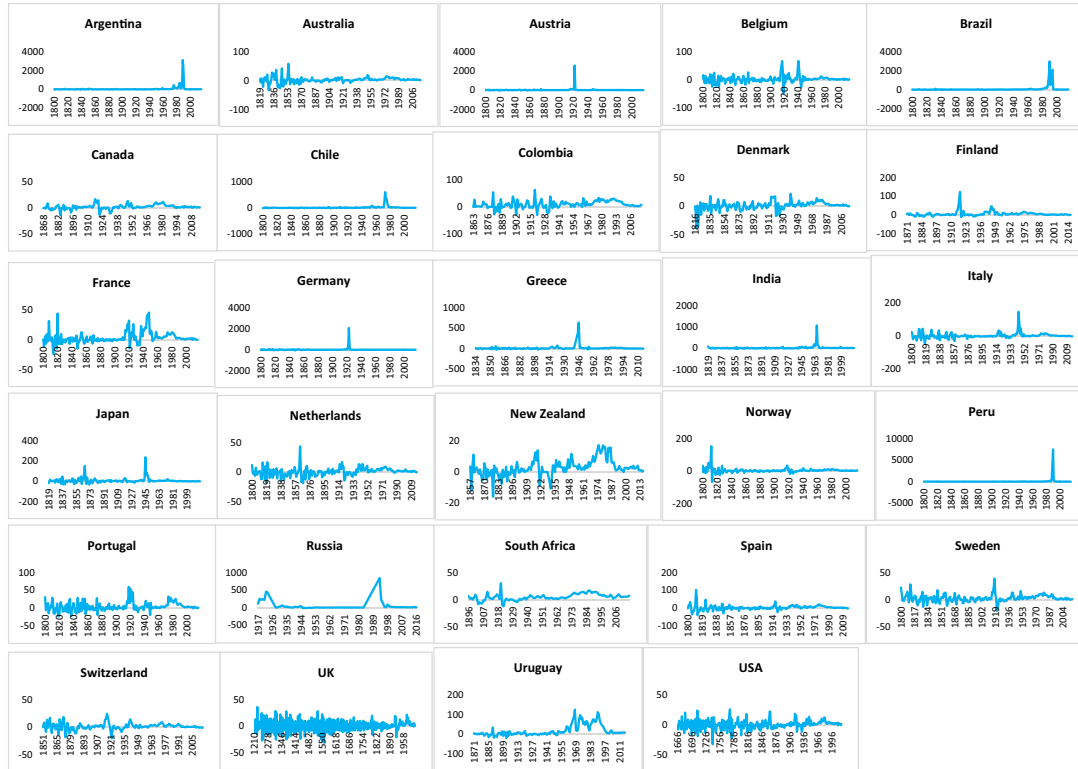 Argentina
4000
2000
0
-2000
1800 1820 1840 1860 1880 1900 1920 1940 1960 1980 2000
Australia
100
0
-100
1819 1836 1853 1870 1887 1904 1921 1938 1955 1972 1989 2006
Austria
4000
2000
0
-2000
1800 1820 1840 1860 1880 1900 1920 1940 1960 1980 2000
Belgium
100
0
-100
1800 1820 1840 1860 1880 1900 1920 1940 1960 1980 2000
Brazil
4000
2000
0
-2000
1800 1820 1840 1860 1880 1900 1920 1940 1960 1980 2000
Canada
50
0
-50
1868 1882 1896 1910 1924 1938 1952 1966 1980 1994 2008
Chile
1000
0
-1000
1800 1820 1840 1860 1880 1900 1920 1940 1960 1980 2000
Colombia
100
0
-100
1863 1876 1889 1902 1915 1928 1941 1954 1967 1980 1993 2006
Denmark
50
0
-50
1816 1835 1854 1873 1892 1911 1930 1949 1968 1987 2006
Finland
200
100
0
-100
1871 1884 1897 1910 1923 1936 1949 1962 1975 1988 2001 2014
France
50
0
-50
1800 1820 1840 1860 1880 1900 1920 1940 1960 1980 2000
Germany
4000
2000
0
-2000
1800 1820 1840 1860 1880 1900 1920 1940 1960 1980 2000
Greece
1000
500
0
-500
1834 1850 1866 1882 1898 1914 1930 1946 1962 1978 1994 2010
India
2000
1000
0
-1000
1819 1837 1855 1873 1891 1909 1927 1945 1963 1981 1999
Italy
200
0
-200
1800 1819 1838 1857 1876 1895 1914 1933 1952 1971 1990 2009
Japan
400
200
0
-200
1819 1837 1855 1873 1891 1909 1927 1945 1963 1981 1999
Netherlands
50
0
-50
1800 1819 1838 1857 1876 1895 1914 1933 1952 1971 1990 2009
New Zealand
20
0
-20
1857 1870 1883 1896 1909 1922 1935 1948 1961 1974 1987 2000 2013
Norway
200
0
-200
1800 1820 1840 1860 1880 1900 1920 1940 1960 1980 2000
Peru
10000
5000
0
-5000
1800 1820 1840 1860 1880 1900 1920 1940 1960 1980 2000
Portugal
100
0
-100
1800 1820 1840 1860 1880 1900 1920 1940 1960 1980 2000
Russia
1000
500
0
-500
1917 1926 1935 1944 1953 1962 1971 1980 1989 1998 2007 2016
South Africa
50
0
-50
1896 1907 1918 1929 1940 1951 1962 1973 1984 1995 2006
Spain
200
0
-200
1800 1819 1838 1857 1876 1895 1914 1933 1952 1971 1990 2009
Sweden
50
0
-50
1800 1817 1834 1851 1868 1885 1902 1919 1936 1953 1970 1987 2004
Switzerland
50
0
-50
1851 1865 1879 1893 1907 1921 1935 1949 1963 1977 1991 2005
UK
50
0
-50
1210 1278 1346 1414 1482 1550 1618 1686 1754 1822 1890 1958
Uruguay
200
100
0
-100
1871 1885 1899 1913 1927 1941 1955 1969 1983 1997 2011
USA
50
0
-50
1666 1696 1726 1756 1786 1816 1846 1876 1906 1936 1966 1996